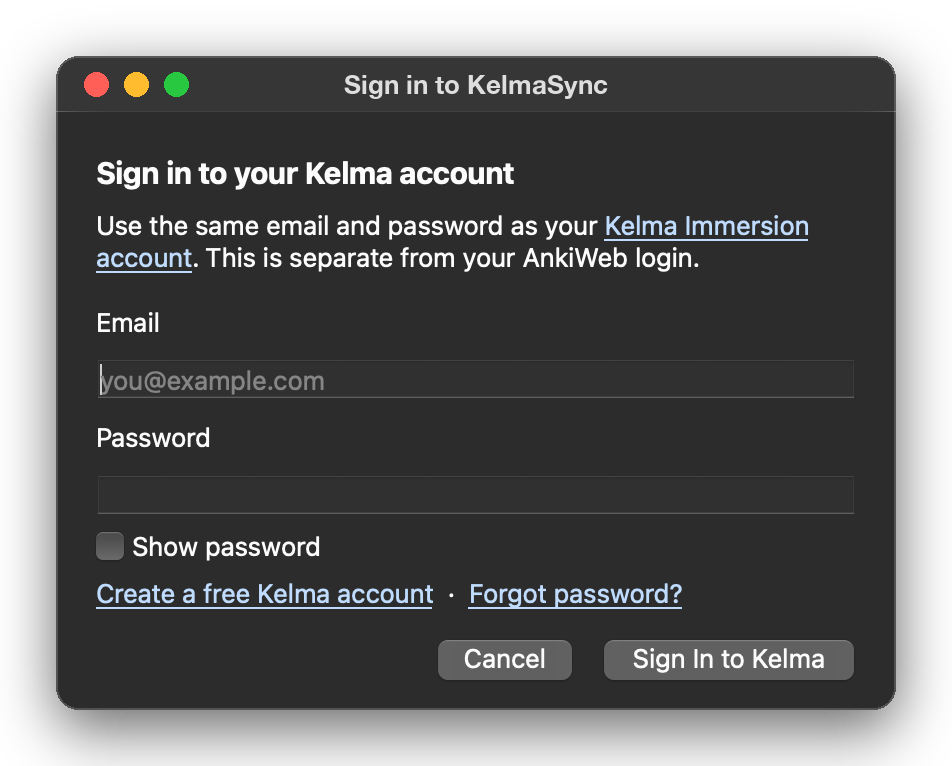 Sign in to KelmaSync
Sign in to your Kelma account
Use the same email and password as your Kelma Immersion
account. This is separate from your AnkiWeb login.
Email
you@example.com
Password
Show password
Create a free Kelma account · Forgot password?
Cancel Sign In to Kelma